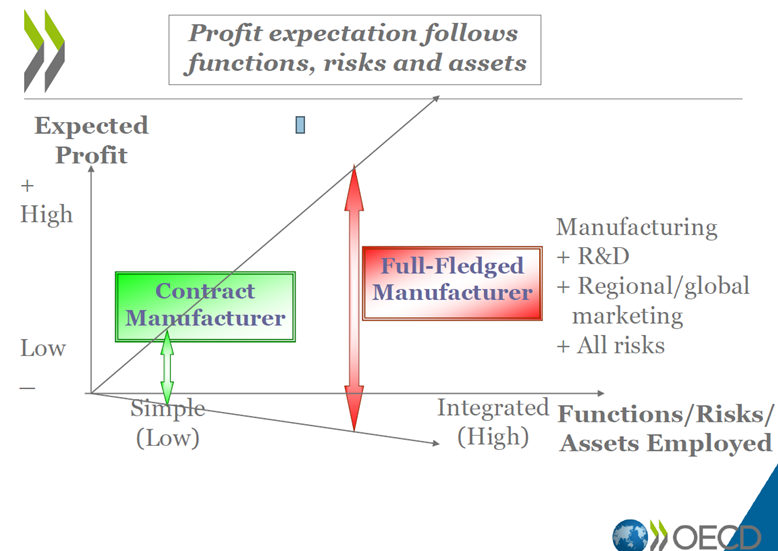 Profit expectation follows
functions, risks and assets
Expected
Profit
+
High
Low
–
Contract
Manufacturer
Full-Fledged
Manufacturer
Manufacturing
+ R&D
+ Regional/global
marketing
+ All risks
Simple
(Low)
Integrated
(High)
Functions/Risks/
Assets Employed
OECD